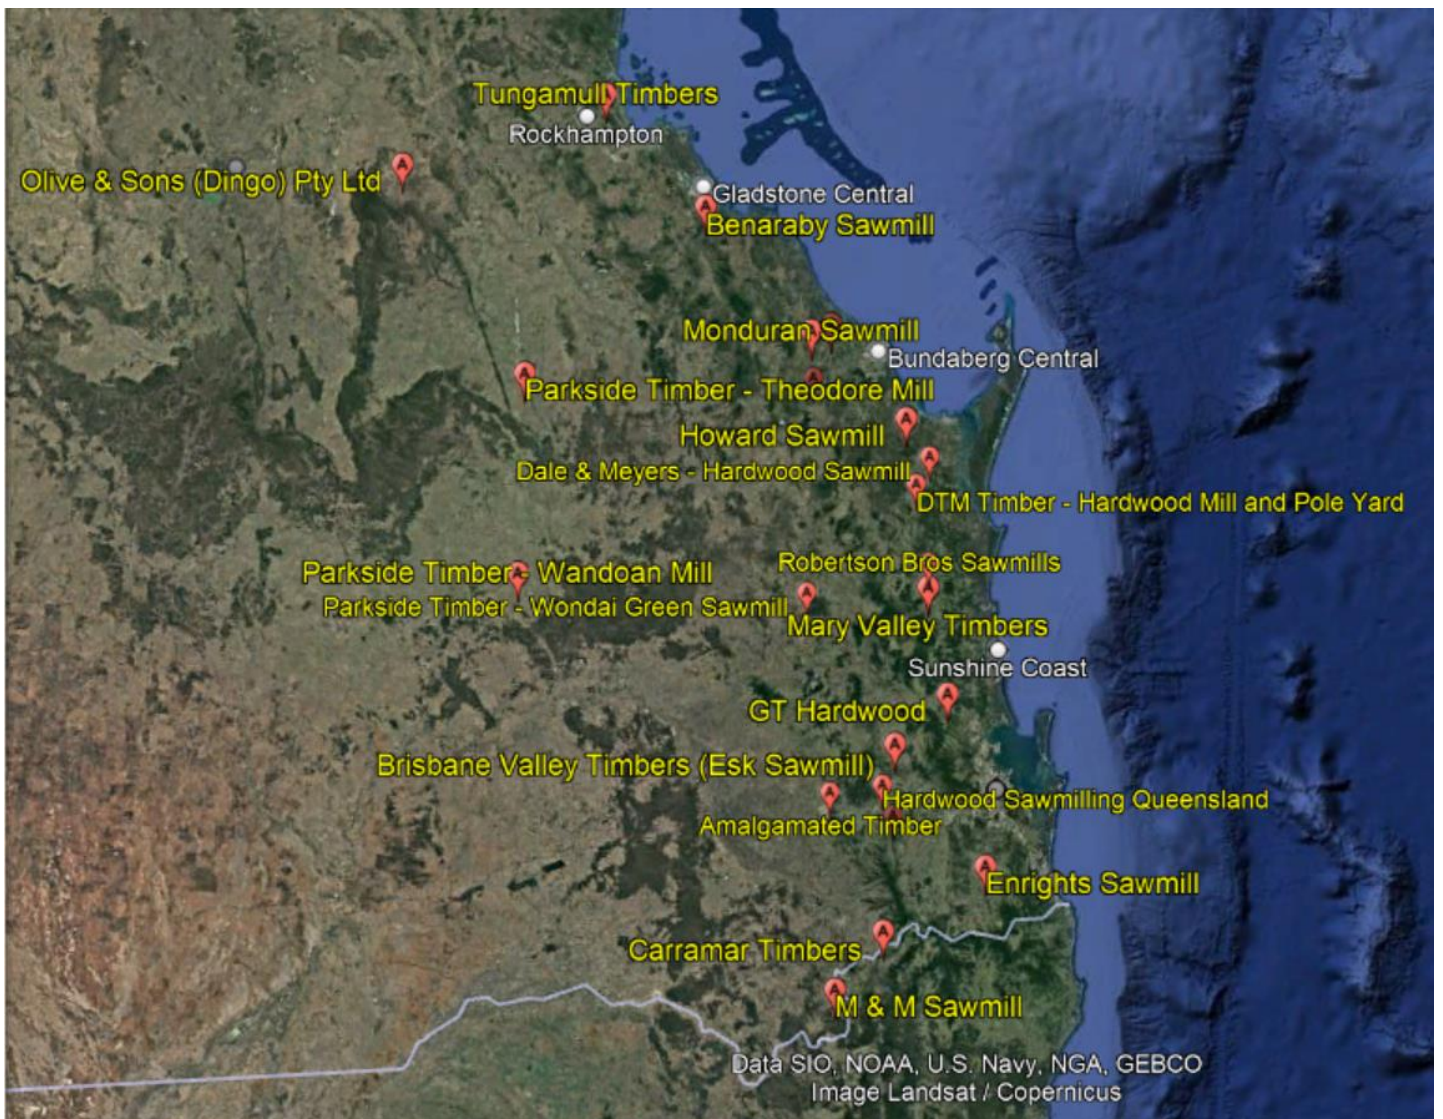 Tungamull Timbers
Rockhampton
Olive & Sons (Dingo) Pty Ltd
Gladstone Central
Benaraby Sawmill
Monduran Sawmill
Bundaberg Central
Parkside Timber - Theodore Mill
Howard Sawmill
Dale & Meyers - Hardwood Sawmill
DTM Timber - Hardwood Mill and Pole Yard
Robertson Bros Sawmills
Parkside Timber - Wandoan Mill
Parkside Timber - Wondai Green Sawmill
Mary Valley Timbers
Sunshine Coast
GT Hardwood
Brisbane Valley Timbers (Esk Sawmill)
Hardwood Sawmilling Queensland
Amalgamated Timber
Enrights Sawmill
Carramar Timbers
M & M Sawmill
Data SIO, NOAA, U.S. Navy, NGA, GEBCO
Image Landsat / Copernicus